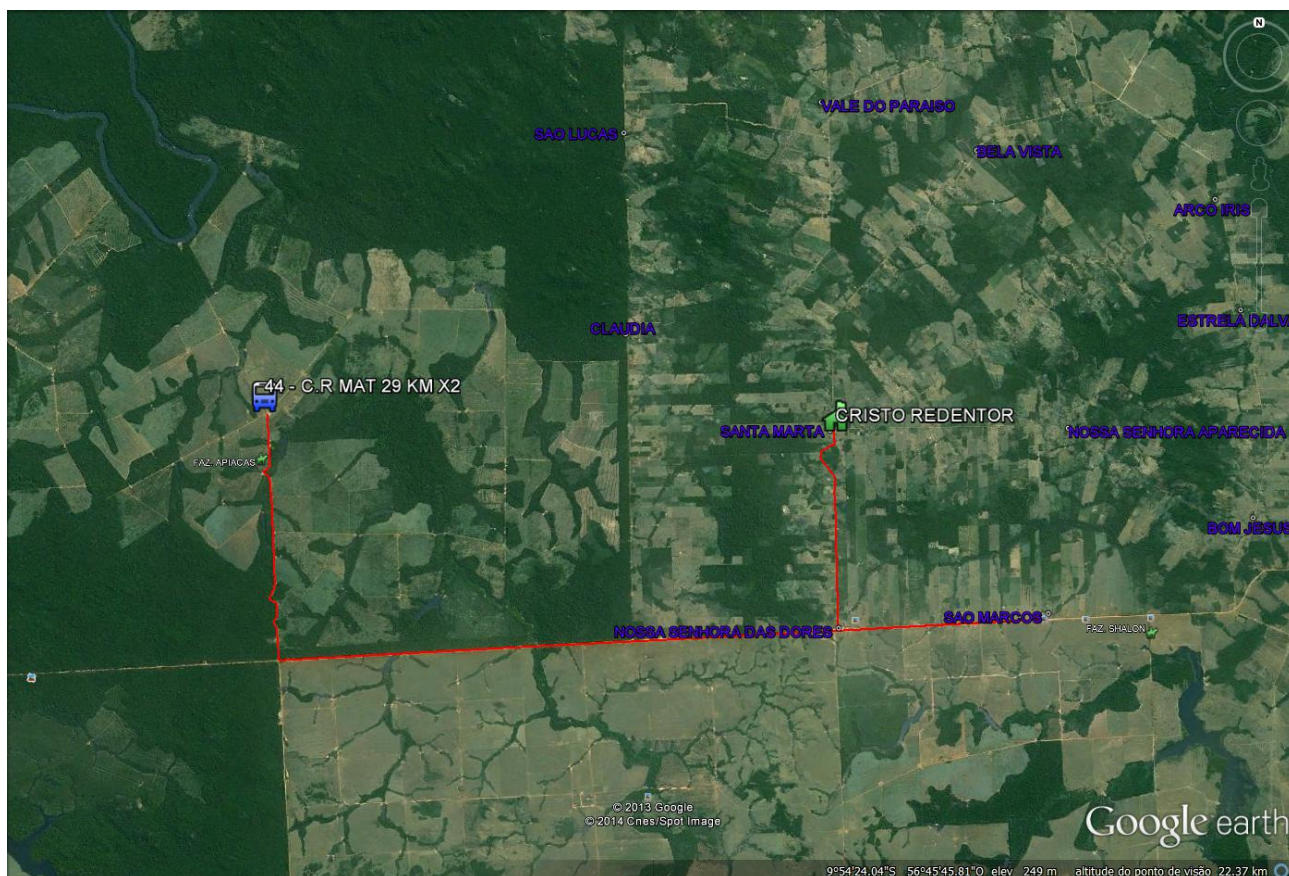 N
VALE DO PARAISO
SAO LUCAS
BELA VISTA
ARCO IRIS
ESTRELA DALV
CLAUDIA
44 - C.R MAT 29 KM X2
CRISTO REDENTOR
SANTA MARTA
NOSSA SENHORA APARECIDA
FAZ. APIACAS
BOM JESUS
SAO MARCOS
NOSSA SENHORA DAS DORES
FAZ. SHALON
© 2013 Google
© 2014 Cnes/Spot Image
Google earth
9°54'24.04"S 56°45'45.81"O elev 249 m altitude do ponto de visão 22.37 km